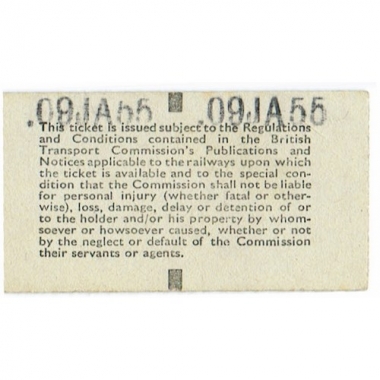 .09JA55 .09JA55
This ticket is issued subject to the Regulations
and Conditions contained in the British
Transport Commission's Publications and
Notices applicable to the railways upon which
the ticket is available and to the special con-
dition that the Commission shall not be liable
for personal injury (whether fatal or other-
wise), loss, damage, delay or detention of or
to the holder and/or his property by whom-
soever or howsoever caused, whether or not
by the neglect or default of the Commission
their servants or agents.